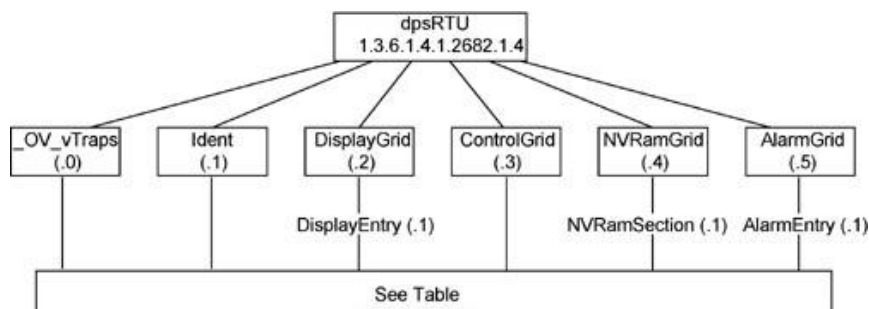 dpsRTU
1.3.6.1.4.1.2682.1.4
_OV_vTraps
(.0)
Ident
(.1)
DisplayGrid
(.2)
ControlGrid
(.3)
NVRamGrid
(.4)
AlarmGrid
(.5)
DisplayEntry (.1)
NVRamSection (.1)
AlarmEntry (.1)
See Table